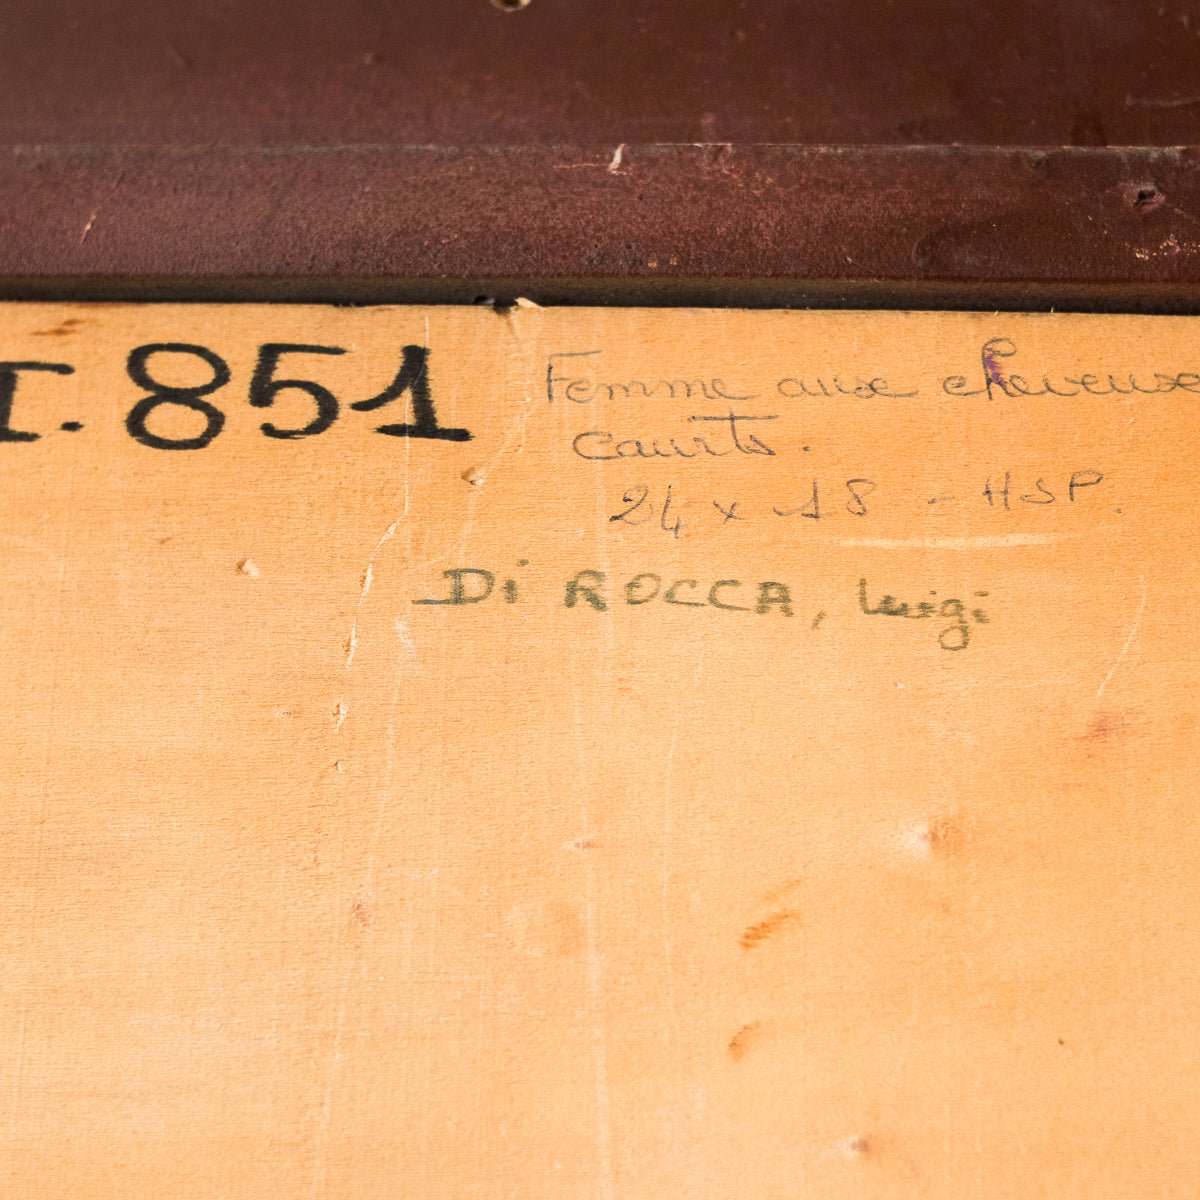 I. 851 Femme aux cheveux
courts.
24 x 18 - HSP.
Di ROCCA, Luigi